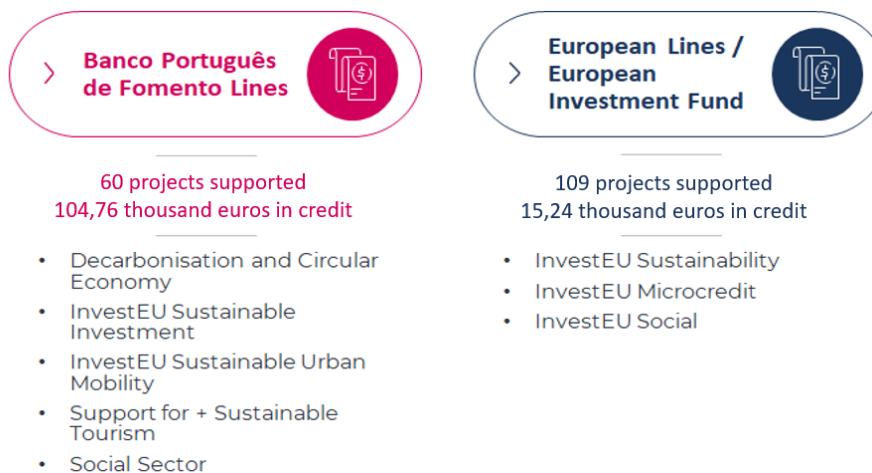 Banco Português
de Fomento Lines
60 projects supported
104,76 thousand euros in credit
• Decarbonisation and Circular
Economy
• InvestEU Sustainable
Investment
• InvestEU Sustainable Urban
Mobility
• Support for + Sustainable
Tourism
• Social Sector
European Lines /
European
Investment Fund
109 projects supported
15,24 thousand euros in credit
• InvestEU Sustainability
• InvestEU Microcredit
• InvestEU Social